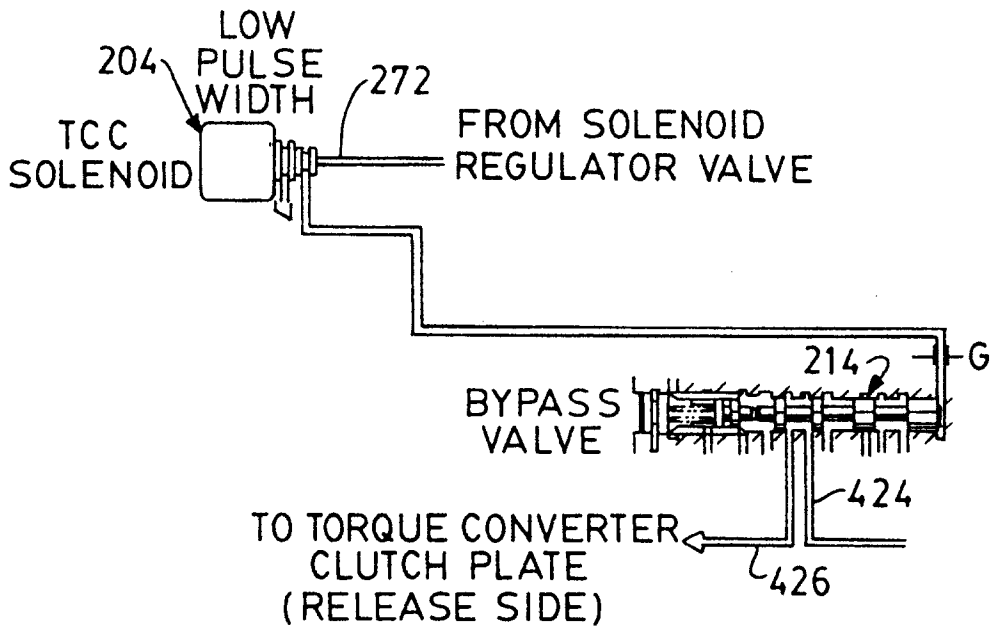 LOW
PULSE
WIDTH
204
272
TCC
SOLENOID
FROM SOLENOID
REGULATOR VALVE
214
G
BYPASS
VALVE
424
TO TORQUE CONVERTER
CLUTCH PLATE
(RELEASE SIDE)
426